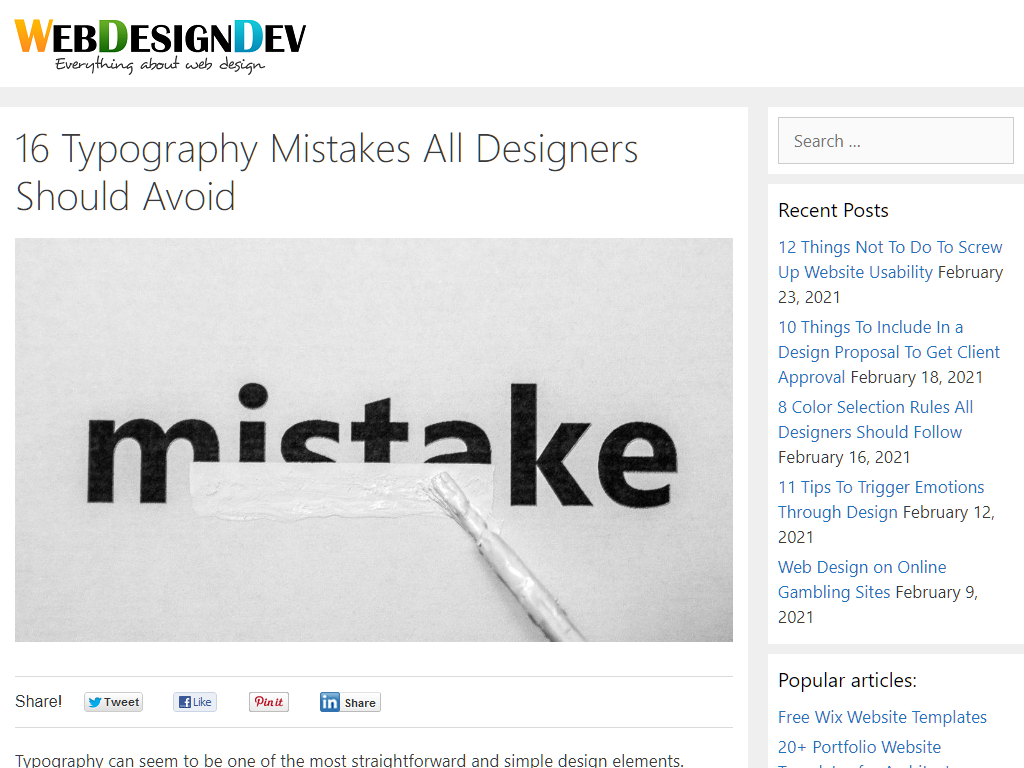 WEBDESIGNDEV
Everything about web design
16 Typography Mistakes All Designers
Should Avoid
mistake
Share!
Tweet
Like
Pin it
Share
Typography can seem to be one of the most straightforward and simple design elements.
Search ...
Recent Posts
12 Things Not To Do To Screw
Up Website Usability February
23, 2021
10 Things To Include In a
Design Proposal To Get Client
Approval February 18, 2021
8 Color Selection Rules All
Designers Should Follow
February 16, 2021
11 Tips To Trigger Emotions
Through Design February 12,
2021
Web Design on Online
Gambling Sites February 9,
2021
Popular articles:
Free Wix Website Templates
20+ Portfolio Website